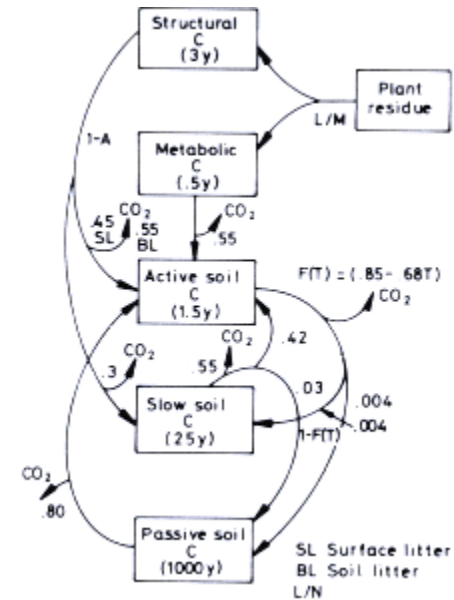 Structural
C
(3y)
Plant
residue
L/M
1-A
Metabolic
C
(.5y)
CO2
.45
SL
.55
BL
CO2
.55
Active soil
C
(1.5y)
F(T) = (.85- .68T)
CO2
.42
CO2
.3
CO2
.55
.03
.004
.004
1-F(T)
Slow soil
C
(25y)
CO2
.80
Passive soil
C
(1000y)
SL Surface litter
BL Soil litter
L/N